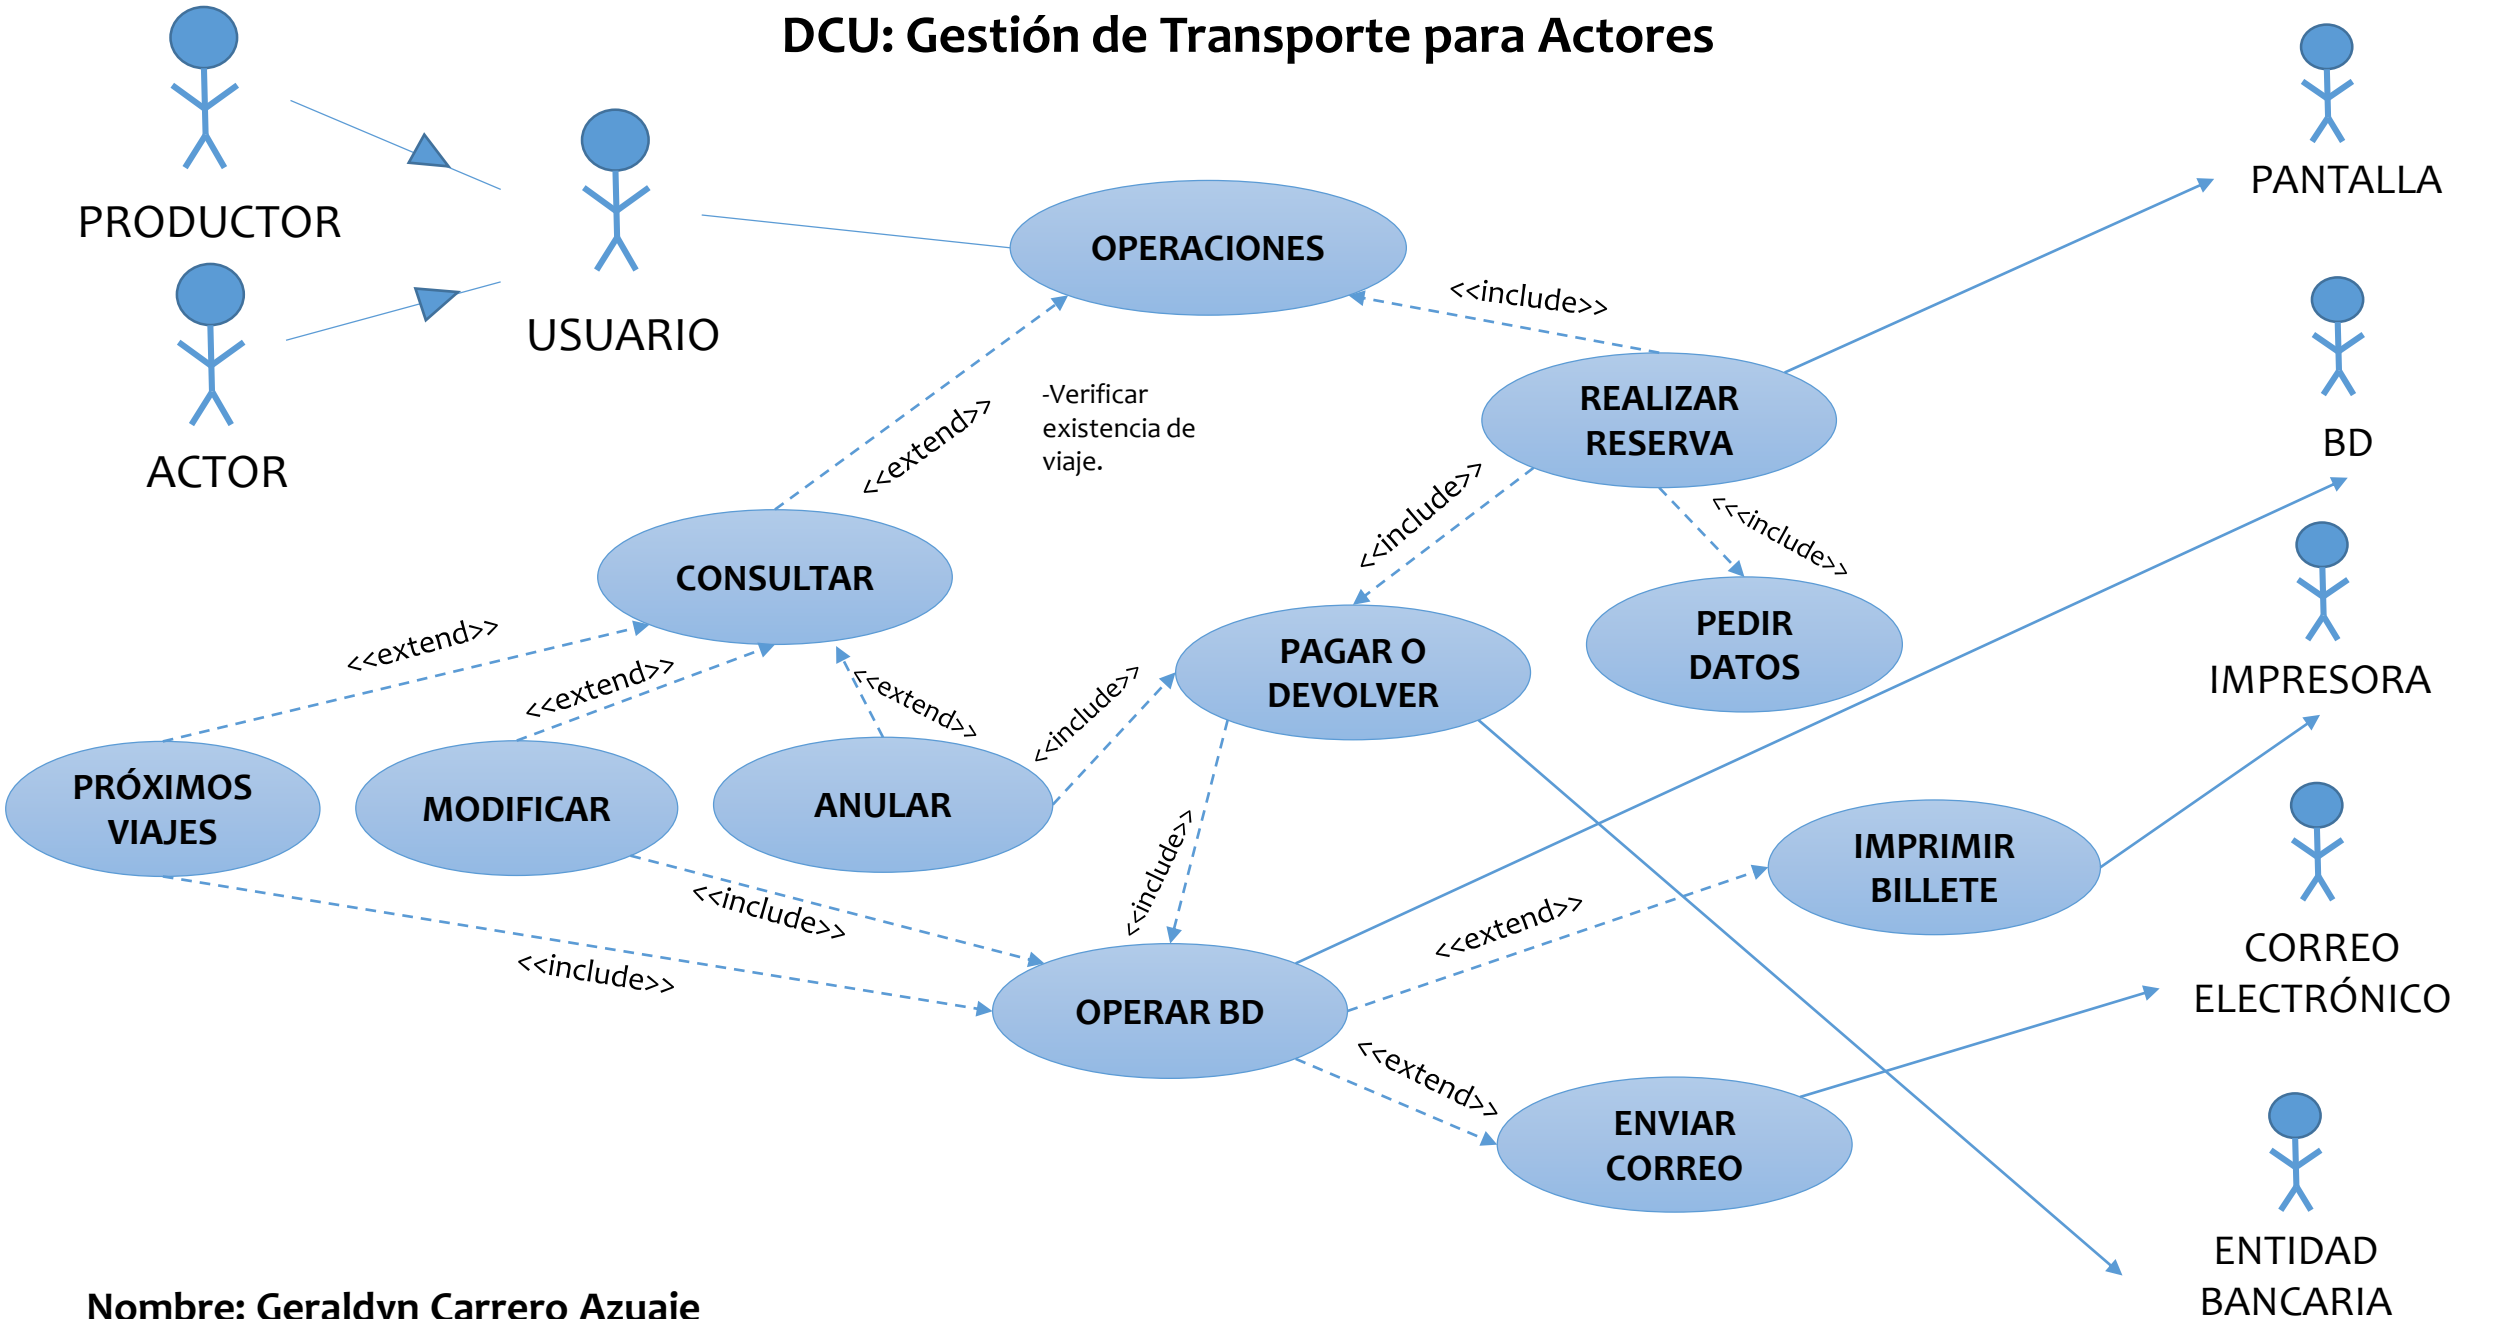 DCU: Gestión de Transporte para Actores
PRODUCTOR
ACTOR
USUARIO
OPERACIONES
<<include>>
PANTALLA
BD
-Verificar
existencia de
viaje.
<<extend>>
REALIZAR
RESERVA
<<include>>
<<<include>>
CONSULTAR
PEDIR
DATOS
PAGAR O
DEVOLVER
IMPRESORA
<<extend>>
<<extend>>
<<extend>>
<<include>>
PRÓXIMOS
VIAJES
MODIFICAR
ANULAR
<<include>>
<<include>>
<<include>>
IMPRIMIR
BILLETE
<<extend>>
CORREO
ELECTRÓNICO
OPERAR BD
<<extend>>
ENVIAR
CORREO
ENTIDAD
BANCARIA
Nombre: Geraldyn Carrero Azuaje